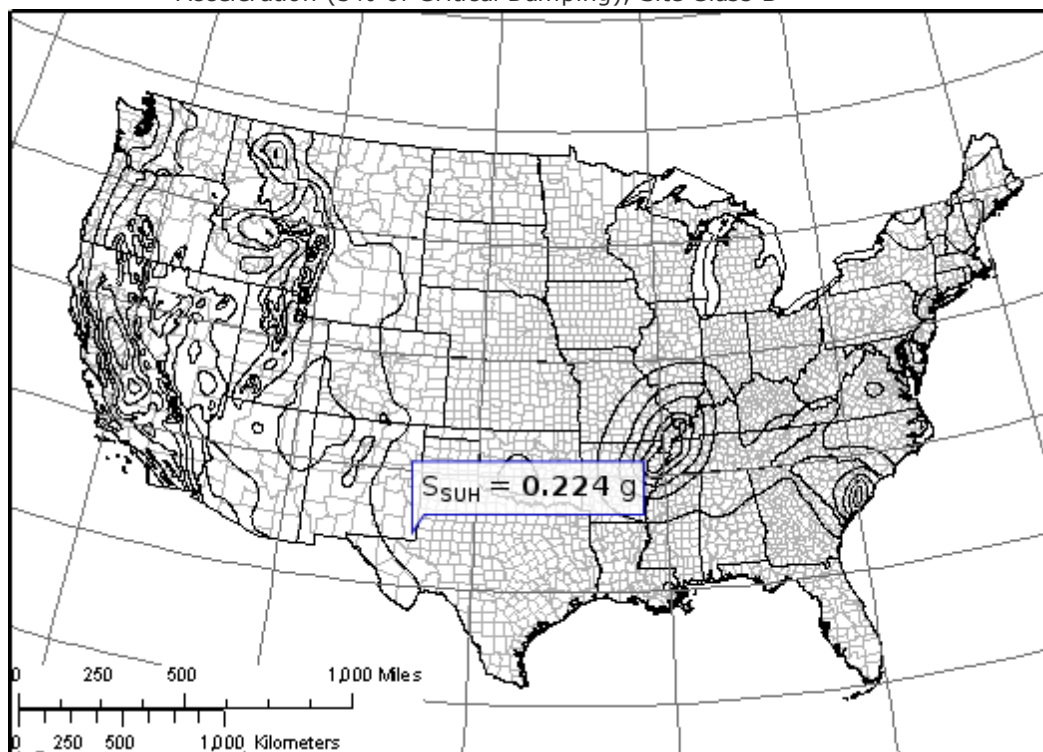 Acceleration (5% of Critical Damping), Site Class B
SSUH = 0.224 g
0 250 500 1,000 Miles
0 250 500 1,000 Kilometers